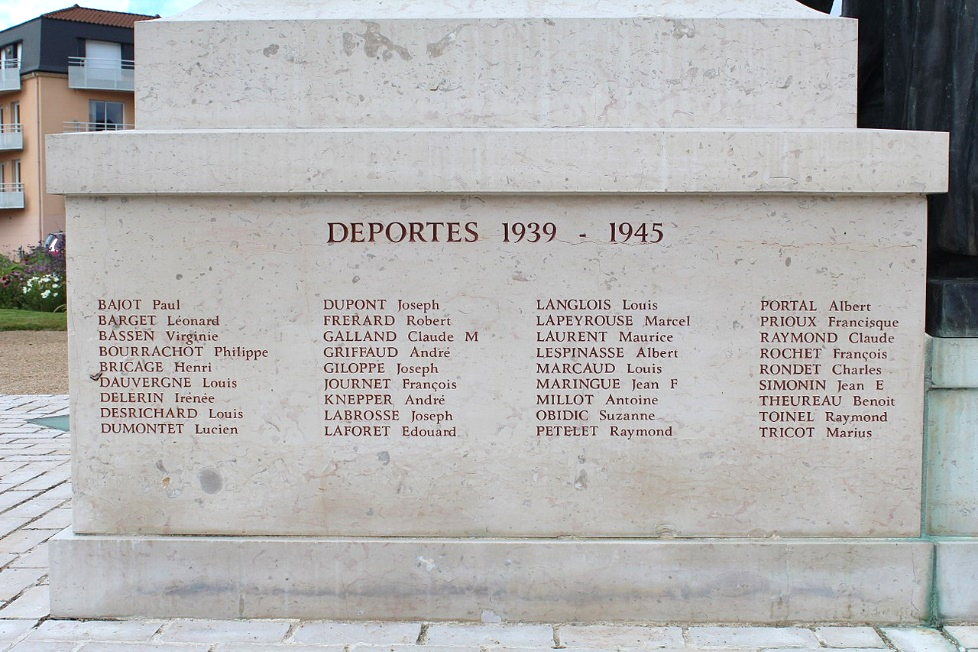 DEPORTES 1939 - 1945
BAJOT Paul
BARGET Léonard
BASSEN Virginie
BOURRACHOT Philippe
BRICAGE Henri
DAUVERGNE Louis
DELERIN Irénée
DESRICHARD Louis
DUMONTET Lucien
DUPONT Joseph
FRERARD Robert
GALLAND Claude M
GRIFFAUD André
GILOPPE Joseph
JOURNET François
KNEPPER André
LABROSSE Joseph
LAFORET Edouard
LANGLOIS Louis
LAPEYROUSE Marcel
LAURENT Maurice
LESPINASSE Albert
MARCAUD Louis
MARINGUE Jean F
MILLOT Antoine
OBIDIC Suzanne
PETELET Raymond
PORTAL Albert
PRIOUX Francisque
RAYMOND Claude
ROCHET François
RONDET Charles
SIMONIN Jean E
THEUREAU Benoit
TOINEL Raymond
TRICOT Marius